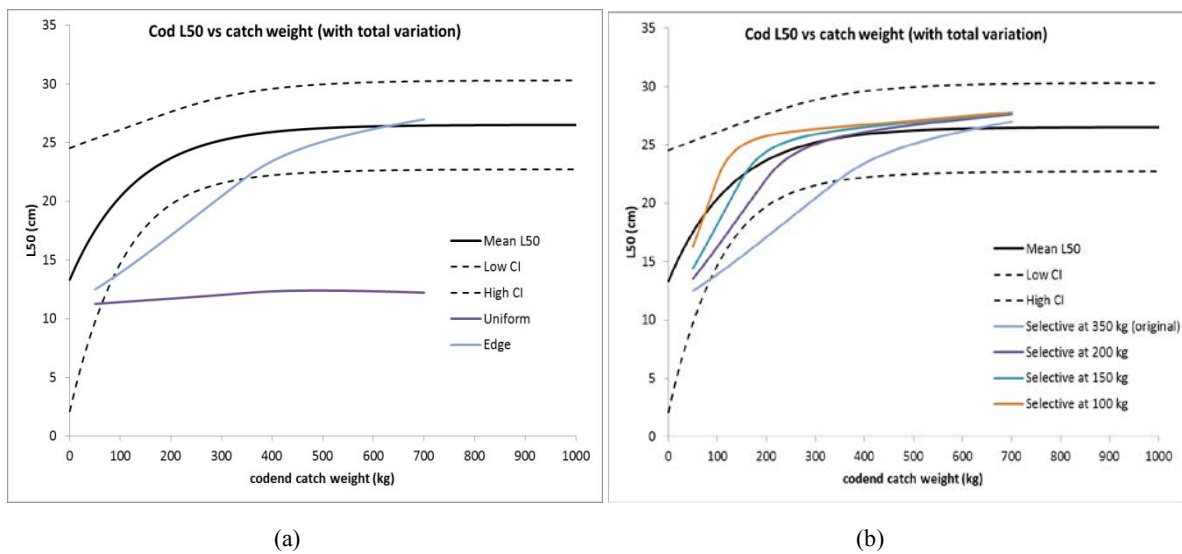 Cod L50 vs catch weight (with total variation)
35
30
25
20
15
10
5
0
L50 (cm)
Mean L50
Low CI
High CI
Uniform
Edge
0 100 200 300 400 500 600 700 800 900 1000
codend catch weight (kg)
(a)
Cod L50 vs catch weight (with total variation)
35
30
25
20
15
10
5
0
L50 (cm)
Mean L50
Low CI
High CI
Selective at 350 kg (original)
Selective at 200 kg
Selective at 150 kg
Selective at 100 kg
0 100 200 300 400 500 600 700 800 900 1000
codend catch weight (kg)
(b)